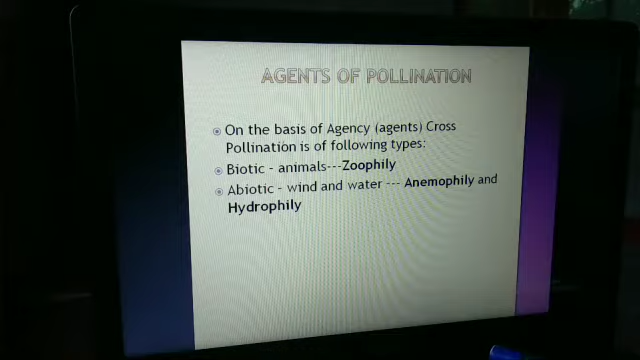 AGENTS OF POLLINATION
On the basis of Agency (agents) Cross
Pollination is of following types:
Biotic - animals---Zoophily
Abiotic - wind and water --- Anemophily and
Hydrophily